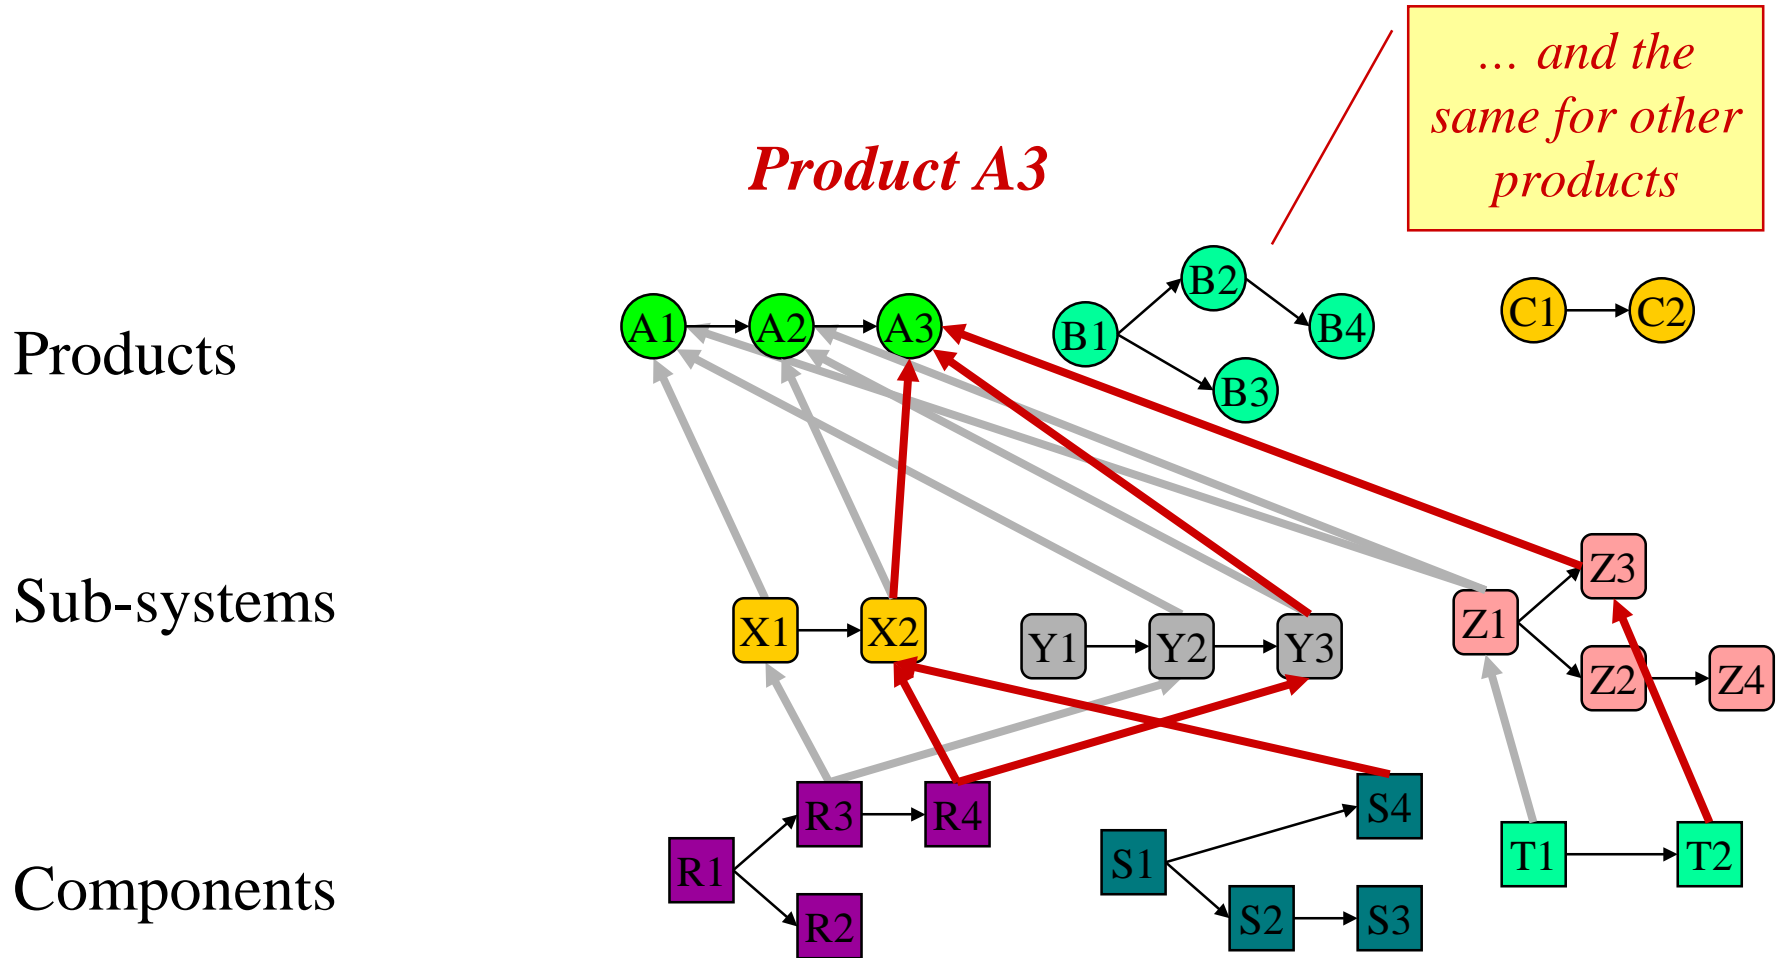 ... and the
same for other
products
Product A3
Products
A1 A2 A3 B1 B2 B3 B4 C1 C2
Sub-systems
X1 X2 Y1 Y2 Y3 Z1 Z3 Z2 Z4
Components
R1 R3 R4 R2 S1 S4 S2 S3 T1 T2